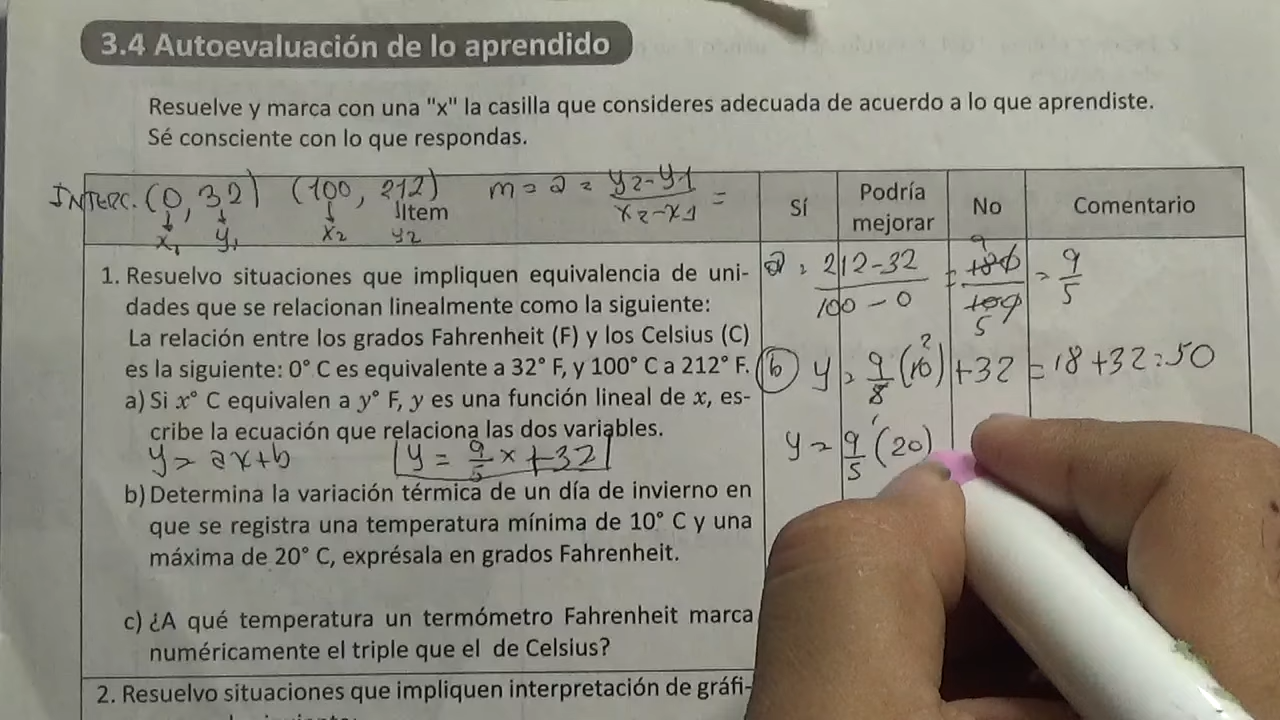 3.4 Autoevaluación de lo aprendido
Resuelve y marca con una "x" la casilla que consideres adecuada de acuerdo a lo que aprendiste.
Sé consciente con lo que respondas.
INTERC. (0, 32) (100, 212) m = a = y2-y1 / x2-x1 =
x1 y1 x2 y2
Ítem Sí Podría mejorar No Comentario
1. Resuelvo situaciones que impliquen equivalencia de uni-
dades que se relacionan linealmente como la siguiente:
La relación entre los grados Fahrenheit (F) y los Celsius (C)
es la siguiente: 0° C es equivalente a 32° F, y 100° C a 212° F.
a) Si x° C equivalen a y° F, y es una función lineal de x, es-
cribe la ecuación que relaciona las dos variables.
y = ax+b y = 9/5 x + 32
b) Determina la variación térmica de un día de invierno en
que se registra una temperatura mínima de 10° C y una
máxima de 20° C, exprésala en grados Fahrenheit.
c) ¿A qué temperatura un termómetro Fahrenheit marca
numéricamente el triple que el de Celsius?
2. Resuelvo situaciones que impliquen interpretación de gráfi-
a = 212-32 / 100-0 = 180/100 = 9/5
9
5
b y = 9/5 (10) + 32 = 18+32=50
2
y = 9/5 (20)